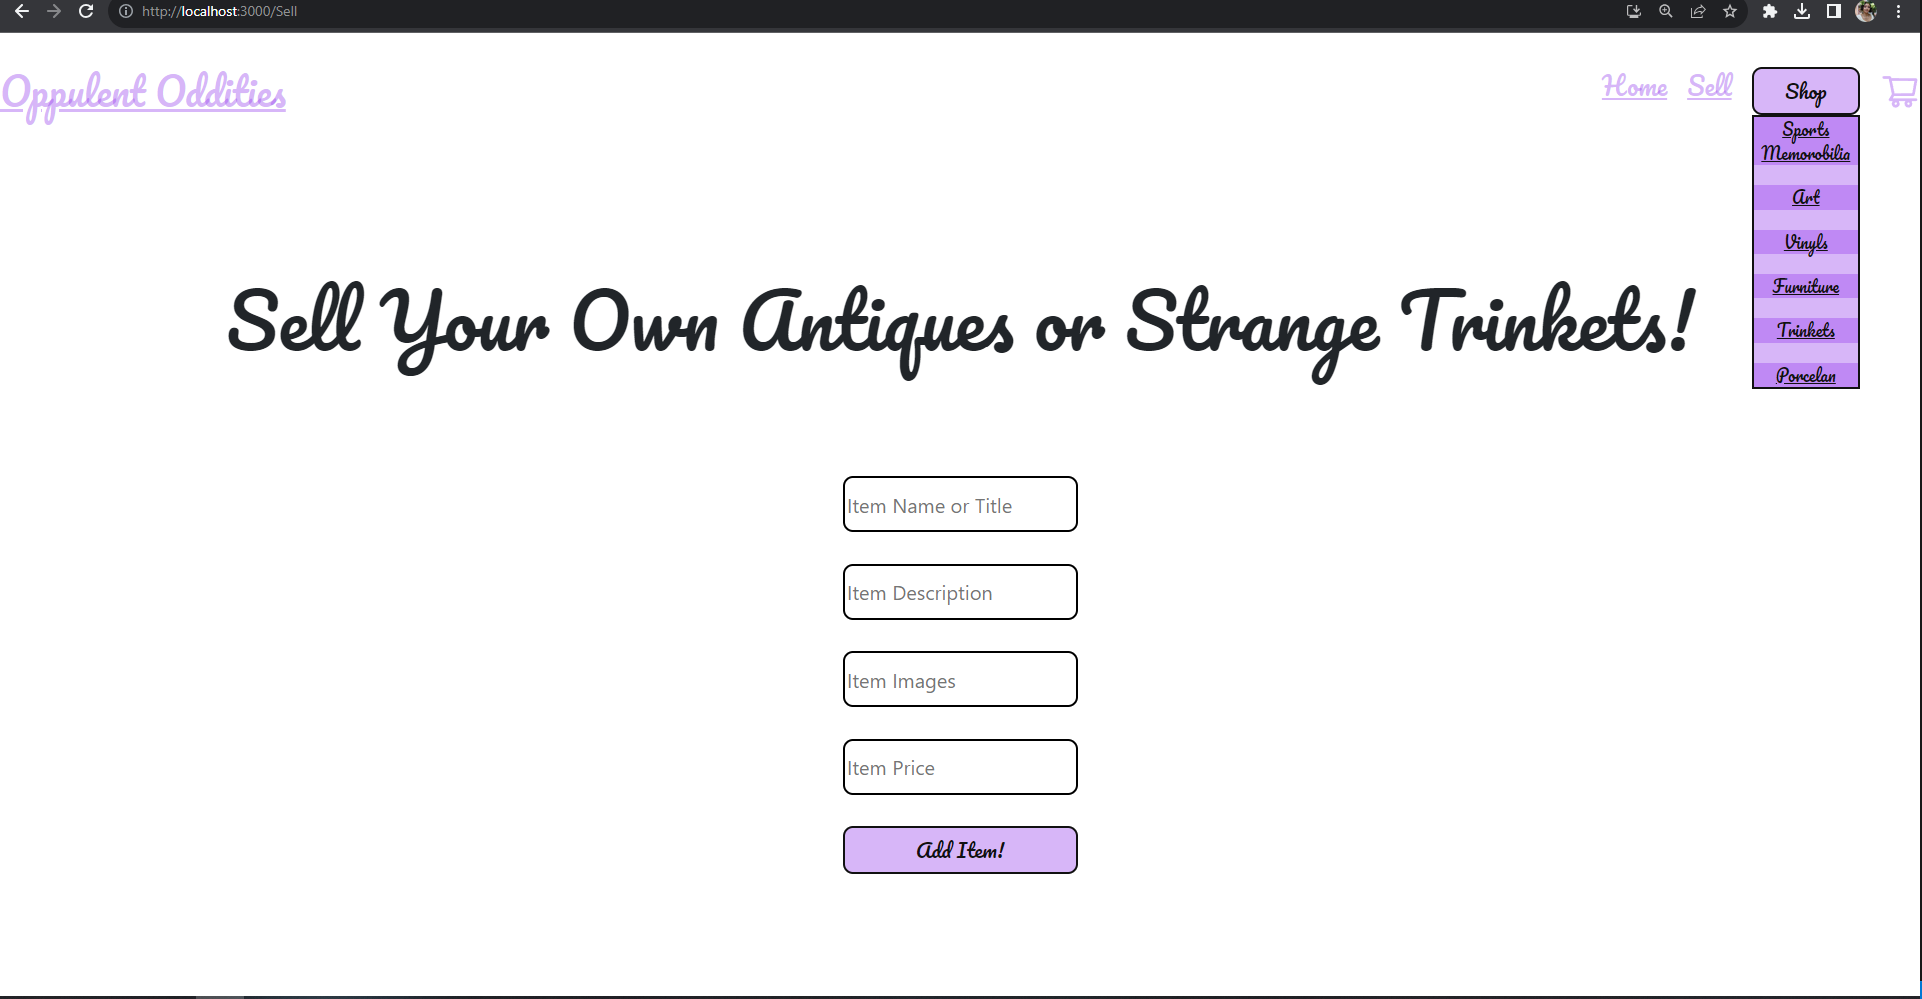 http://localhost:3000/Sell
Oppulent Oddities
Home Sell Shop
Sports
Memorobilia
Art
Vinyls
Furniture
Trinkets
Porcelan
Sell Your Own Antiques or Strange Trinkets!
Item Name or Title
Item Description
Item Images
Item Price
Add Item!